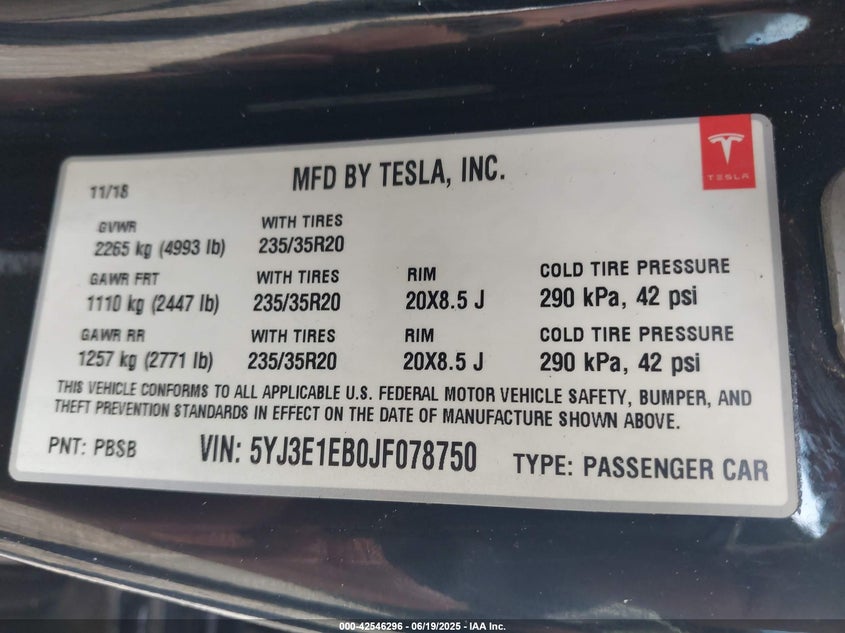 MFD BY TESLA, INC.
TESLA
11/18
GVWR WITH TIRES
2265 kg (4993 lb) 235/35R20
GAWR FRT WITH TIRES RIM COLD TIRE PRESSURE
1110 kg (2447 lb) 235/35R20 20X8.5 J 290 kPa, 42 psi
GAWR RR WITH TIRES RIM COLD TIRE PRESSURE
1257 kg (2771 lb) 235/35R20 20X8.5 J 290 kPa, 42 psi
THIS VEHICLE CONFORMS TO ALL APPLICABLE U.S. FEDERAL MOTOR VEHICLE SAFETY, BUMPER, AND
THEFT PREVENTION STANDARDS IN EFFECT ON THE DATE OF MANUFACTURE SHOWN ABOVE.
PNT: PBSB VIN: 5YJ3E1EB0JF078750 TYPE: PASSENGER CAR
000-42546296 - 06/19/2025 - IAA Inc.